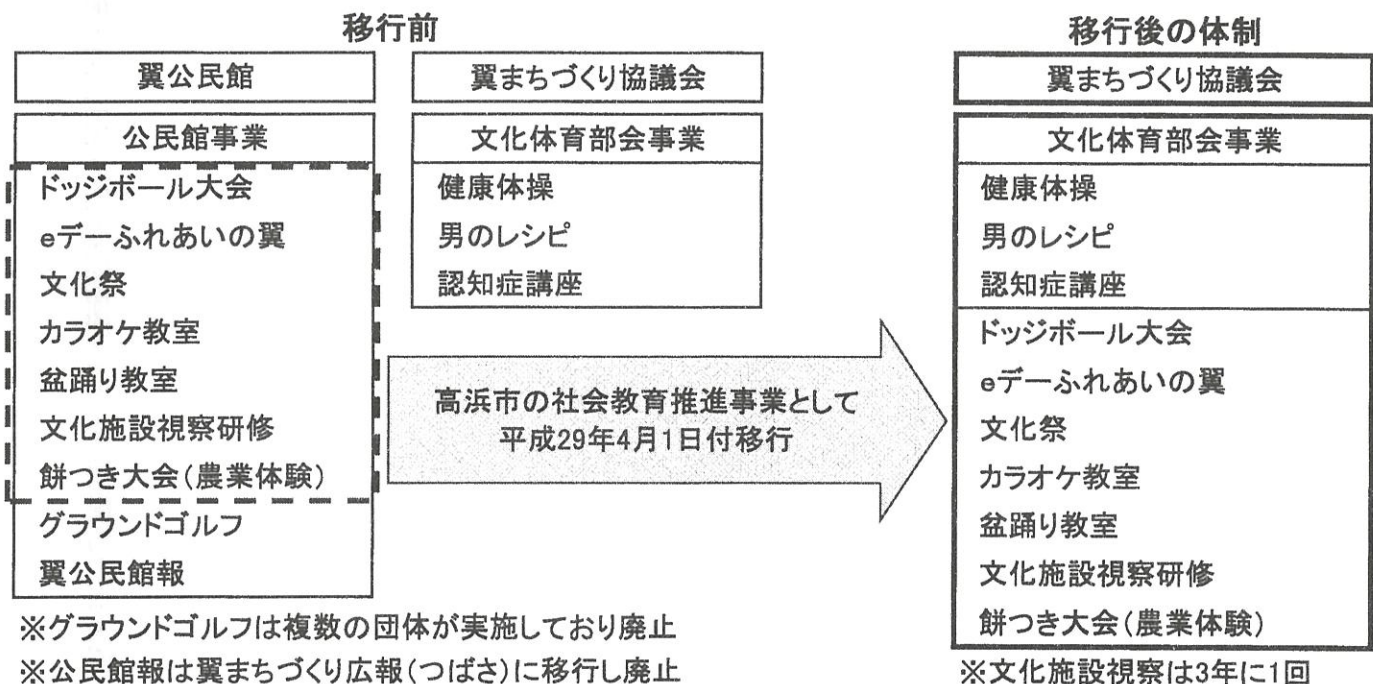 移行前
翼公民館
公民館事業
ドッジボール大会
eデーふれあいの翼
文化祭
カラオケ教室
盆踊り教室
文化施設視察研修
餅つき大会(農業体験)
グラウンドゴルフ
翼公民館報
翼まちづくり協議会
文化体育部会事業
健康体操
男のレシピ
認知症講座
高浜市の社会教育推進事業として
平成29年4月1日付移行
※グラウンドゴルフは複数の団体が実施しており廃止
※公民館報は翼まちづくり広報(つばさ)に移行し廃止
移行後の体制
翼まちづくり協議会
文化体育部会事業
健康体操
男のレシピ
認知症講座
ドッジボール大会
eデーふれあいの翼
文化祭
カラオケ教室
盆踊り教室
文化施設視察研修
餅つき大会(農業体験)
※文化施設視察は3年に1回